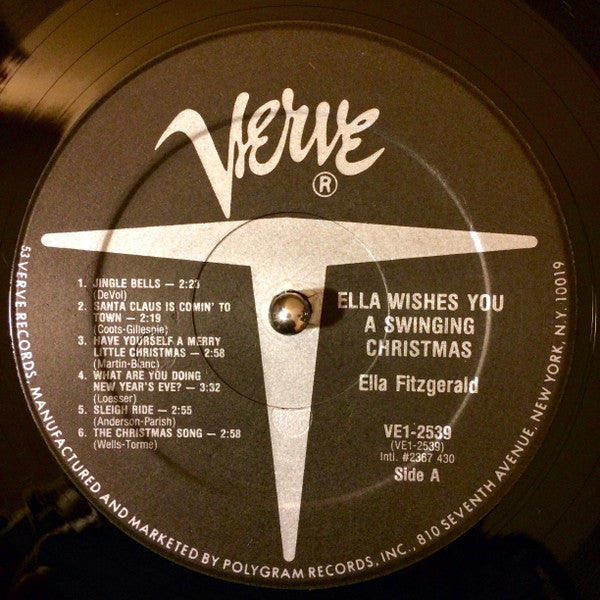 Verve
®
1. JINGLE BELLS — 2:23
(DeVol)
2. SANTA CLAUS IS COMIN' TO
TOWN — 2:19
(Coots-Gillespie)
3. HAVE YOURSELF A MERRY
LITTLE CHRISTMAS — 2:58
(Martin-Blanc)
4. WHAT ARE YOU DOING
NEW YEAR'S EVE? — 3:32
(Loesser)
5. SLEIGH RIDE — 2:55
(Anderson-Parish)
6. THE CHRISTMAS SONG — 2:58
(Wells-Torme)
ELLA WISHES YOU
A SWINGING
CHRISTMAS
Ella Fitzgerald
VE1-2539
(VE1-2539)
Intl. #2367 430
Side A
53 VERVE RECORDS, MANUFACTURED AND MARKETED BY POLYGRAM RECORDS, INC., 810 SEVENTH AVENUE, NEW YORK, N.Y. 10019